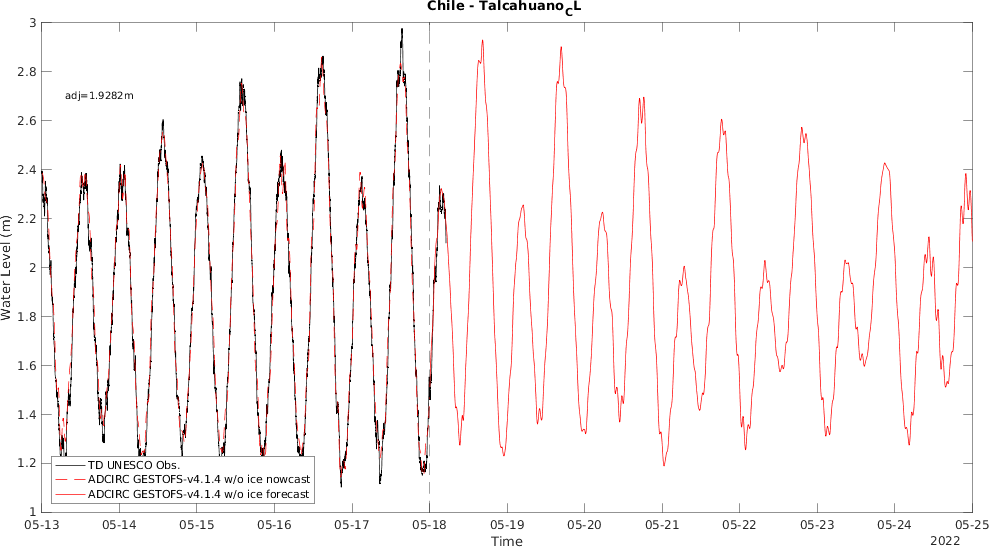 Chile - Talcahuano_CL
3
2.8
2.6
2.4
2.2
2
1.8
1.6
1.4
1.2
1
Water Level (m)
adj=1.9282m
TD UNESCO Obs.
ADCIRC GESTOFS-v4.1.4 w/o ice nowcast
ADCIRC GESTOFS-v4.1.4 w/o ice forecast
05-13 05-14 05-15 05-16 05-17 05-18 05-19 05-20 05-21 05-22 05-23 05-24 05-25
Time
2022